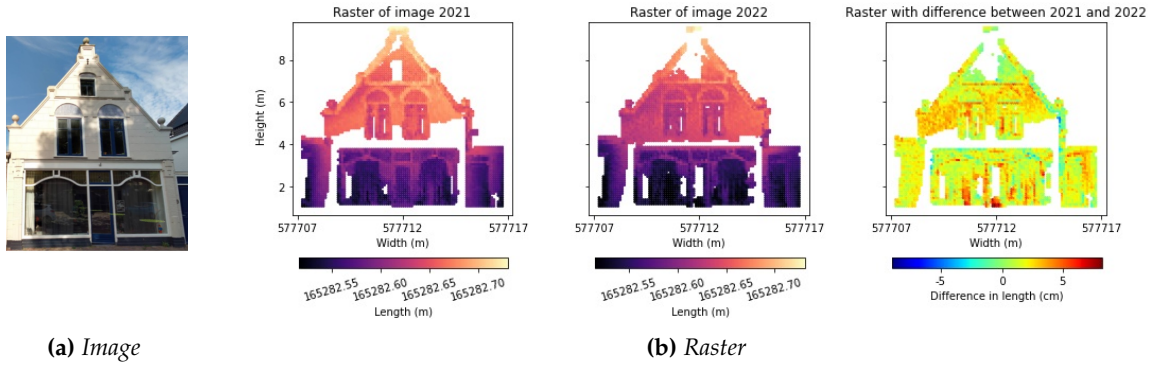 Raster of image 2021
Raster of image 2022
Raster with difference between 2021 and 2022
Height (m)
8
6
4
2
577707
577712
577717
Width (m)
577707
577712
577717
Width (m)
577707
577712
577717
Width (m)
165282.55
165282.60
165282.65
165282.70
Length (m)
165282.55
165282.60
165282.65
165282.70
Length (m)
-5
0
5
Difference in length (cm)
(a) Image
(b) Raster